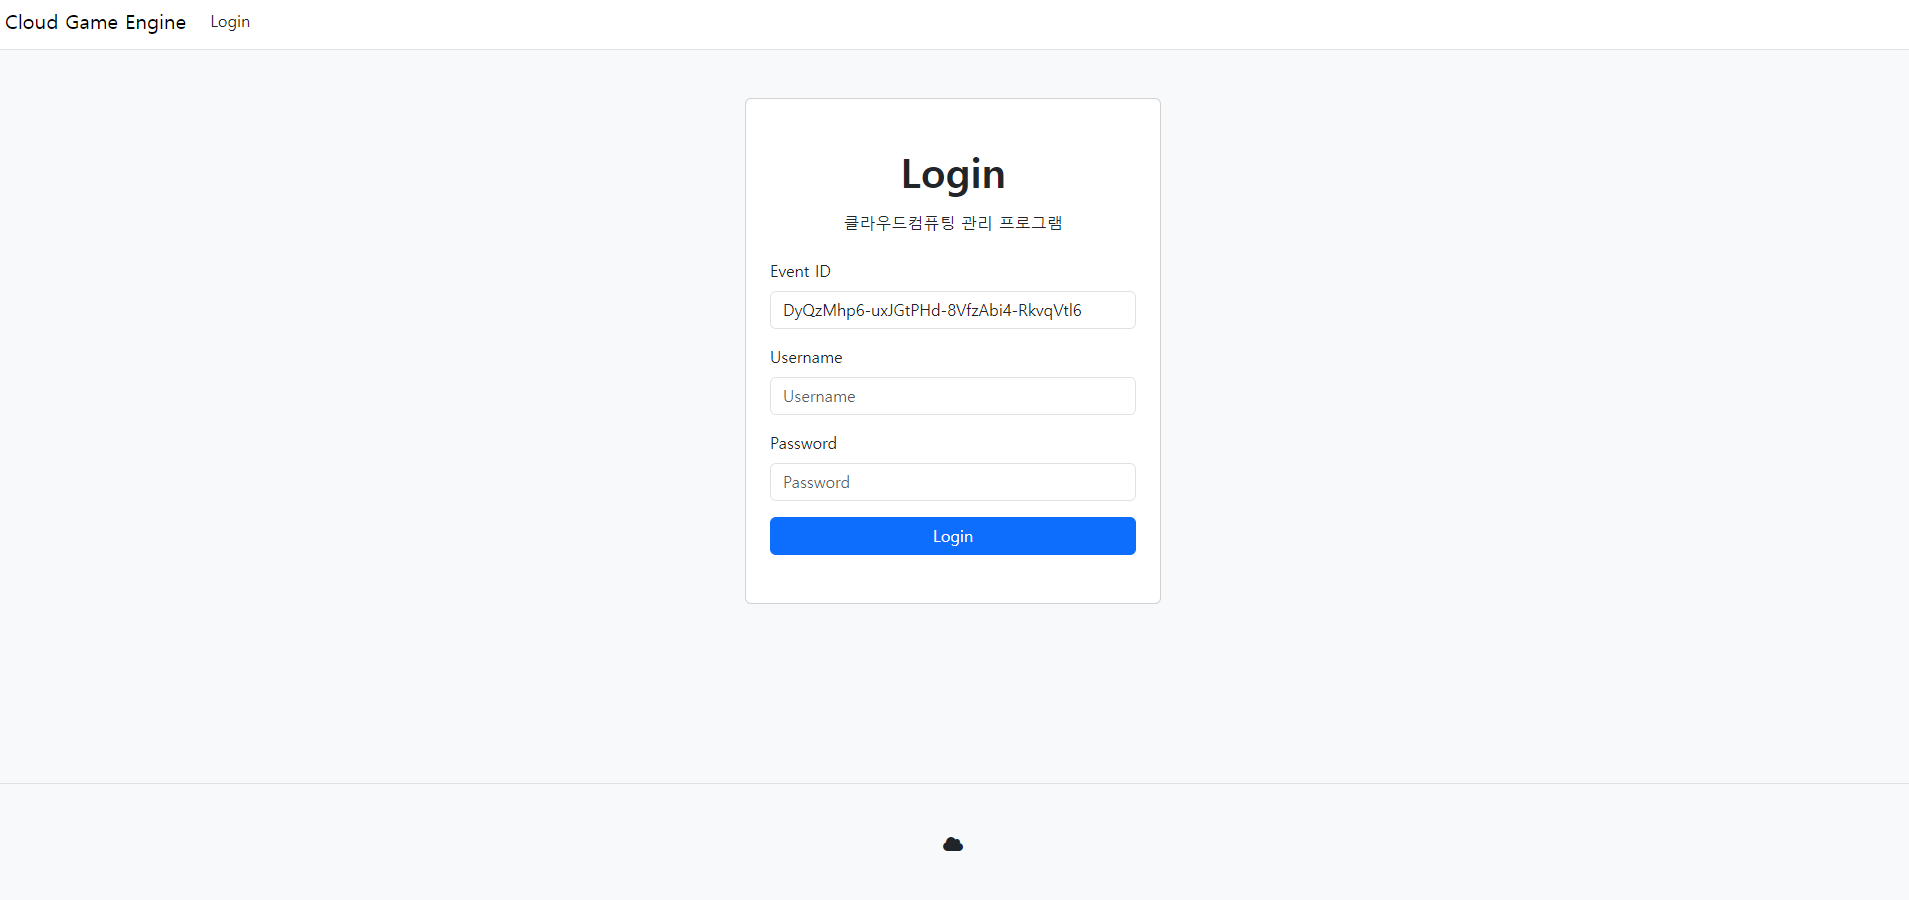 Cloud Game Engine Login
Login
클라우드컴퓨팅 관리 프로그램
Event ID
DyQzMhp6-uxJGtPHd-8VfzAbi4-RkvqVtl6
Username
Username
Password
Password
Login